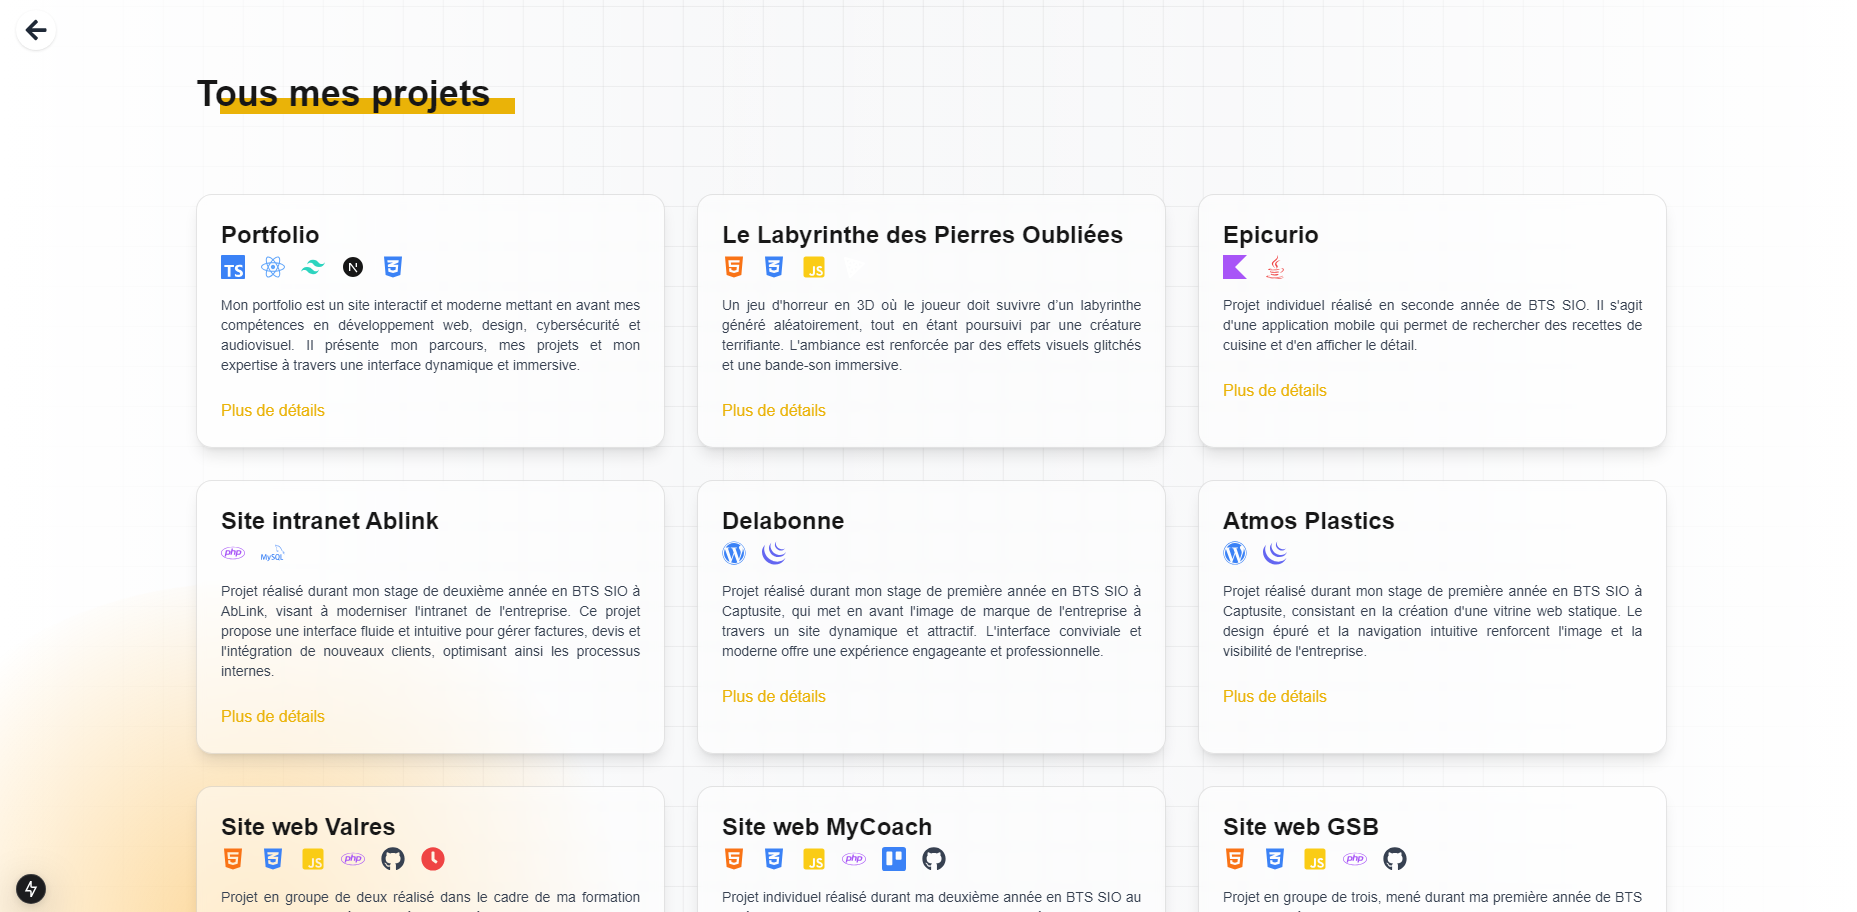 Tous mes projets
Portfolio
TS
N
Mon portfolio est un site interactif et moderne mettant en avant mes
compétences en développement web, design, cybersécurité et
audiovisuel. Il présente mon parcours, mes projets et mon
expertise à travers une interface dynamique et immersive.
Plus de détails
Le Labyrinthe des Pierres Oubliées
5
3
JS
Un jeu d'horreur en 3D où le joueur doit suvivre d’un labyrinthe
généré aléatoirement, tout en étant poursuivi par une créature
terrifiante. L'ambiance est renforcée par des effets visuels glitchés
et une bande-son immersive.
Plus de détails
Epicurio
Projet individuel réalisé en seconde année de BTS SIO. Il s'agit
d'une application mobile qui permet de rechercher des recettes de
cuisine et d'en afficher le détail.
Plus de détails
Site intranet Ablink
php
MySQL
Projet réalisé durant mon stage de deuxième année en BTS SIO à
AbLink, visant à moderniser l'intranet de l'entreprise. Ce projet
propose une interface fluide et intuitive pour gérer factures, devis et
l'intégration de nouveaux clients, optimisant ainsi les processus
internes.
Plus de détails
Delabonne
Projet réalisé durant mon stage de première année en BTS SIO à
Captusite, qui met en avant l'image de marque de l'entreprise à
travers un site dynamique et attractif. L'interface conviviale et
moderne offre une expérience engageante et professionnelle.
Plus de détails
Atmos Plastics
Projet réalisé durant mon stage de première année en BTS SIO à
Captusite, consistant en la création d'une vitrine web statique. Le
design épuré et la navigation intuitive renforcent l'image et la
visibilité de l'entreprise.
Plus de détails
Site web Valres
5
3
JS
php
Projet en groupe de deux réalisé dans le cadre de ma formation
Site web MyCoach
5
3
JS
php
Projet individuel réalisé durant ma deuxième année en BTS SIO au
Site web GSB
5
3
JS
php
Projet en groupe de trois, mené durant ma première année de BTS